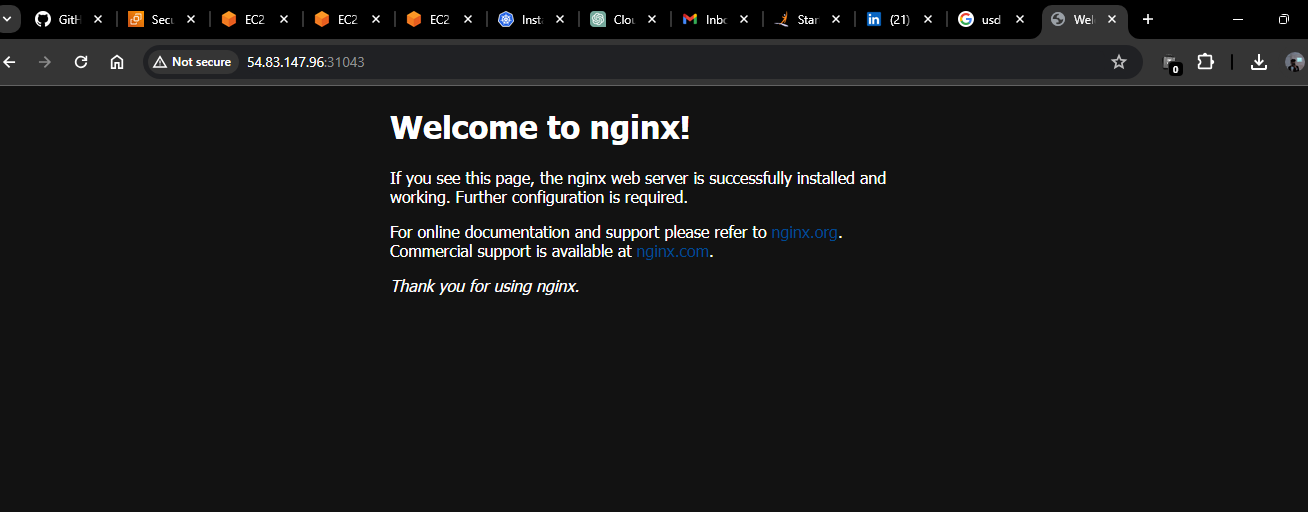 GitH
Secu
EC2
EC2
EC2
Insta
Clou
Inbo
Star
(21)
usd
Wel
Not secure
54.83.147.96:31043
0
Welcome to nginx!
If you see this page, the nginx web server is successfully installed and
working. Further configuration is required.
For online documentation and support please refer to nginx.org.
Commercial support is available at nginx.com.
Thank you for using nginx.